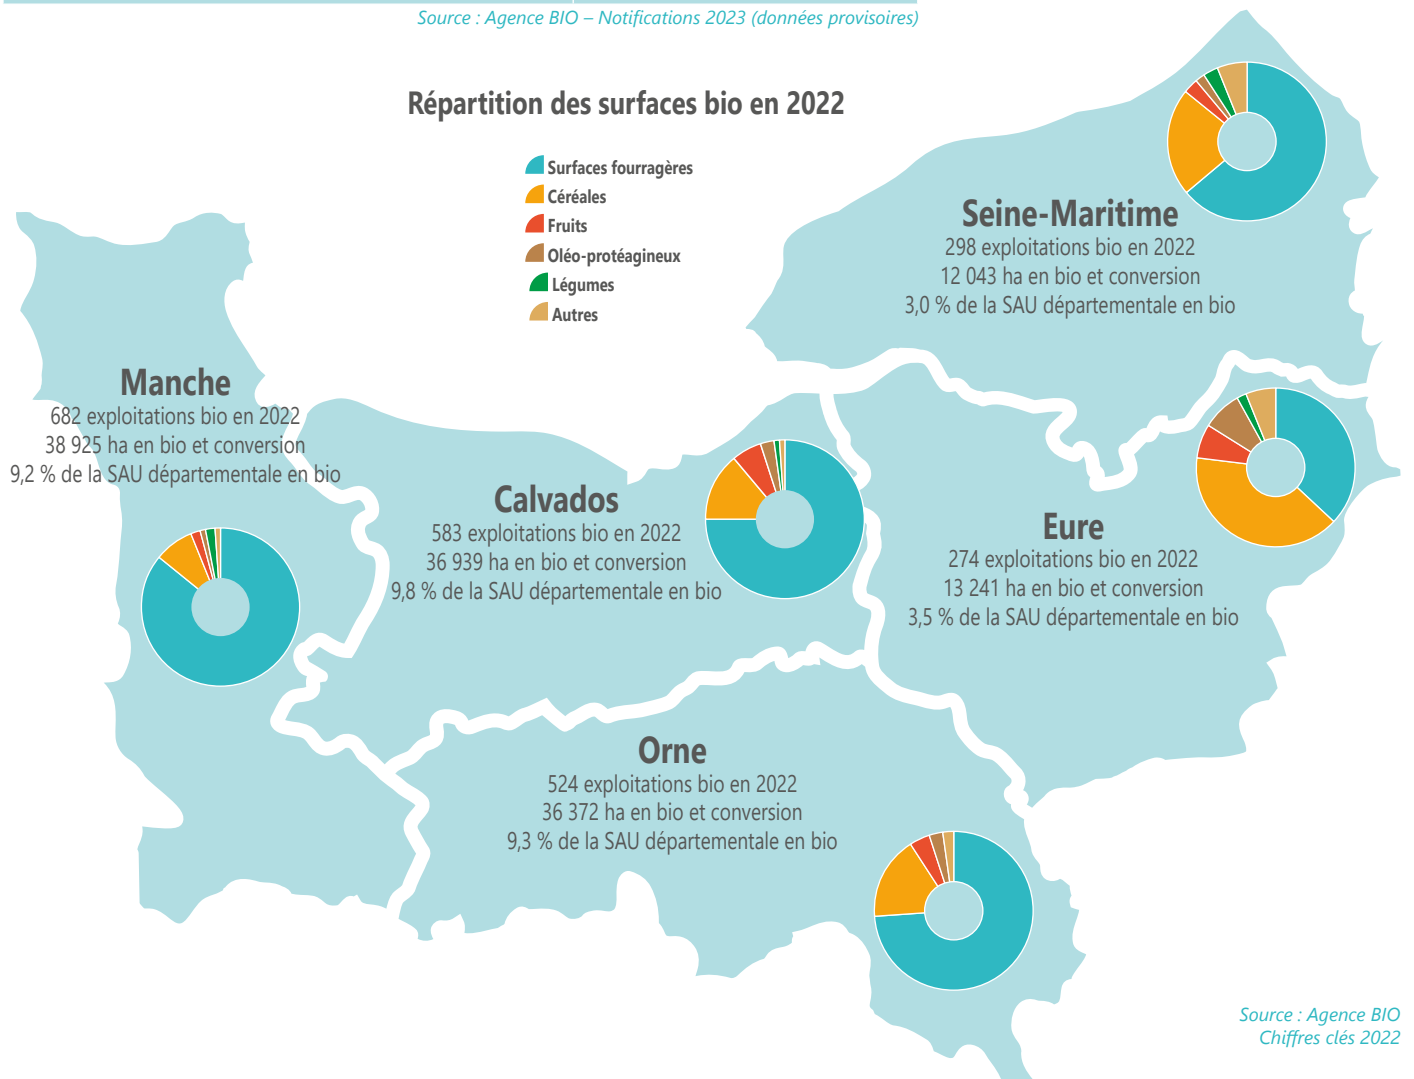 Source : Agence BIO – Notifications 2023 (données provisoires)
Répartition des surfaces bio en 2022
Surfaces fourragères
Céréales
Fruits
Oléo-protéagineux
Légumes
Autres
Seine-Maritime
298 exploitations bio en 2022
12 043 ha en bio et conversion
3,0 % de la SAU départementale en bio
Manche
682 exploitations bio en 2022
38 925 ha en bio et conversion
9,2 % de la SAU départementale en bio
Calvados
583 exploitations bio en 2022
36 939 ha en bio et conversion
9,8 % de la SAU départementale en bio
Eure
274 exploitations bio en 2022
13 241 ha en bio et conversion
3,5 % de la SAU départementale en bio
Orne
524 exploitations bio en 2022
36 372 ha en bio et conversion
9,3 % de la SAU départementale en bio
Source : Agence BIO
Chiffres clés 2022